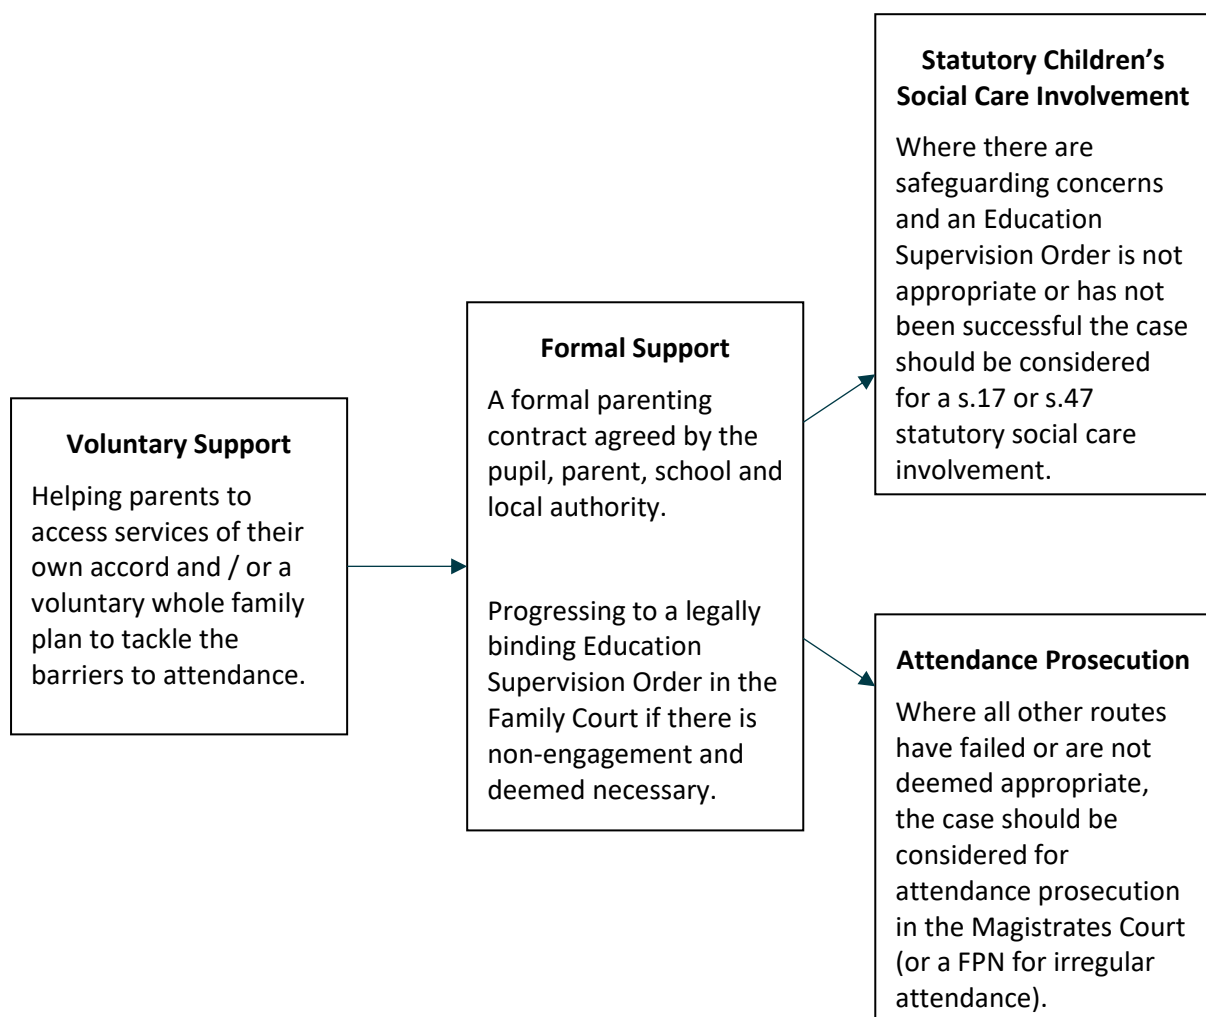 Voluntary Support
Helping parents to
access services of their
own accord and / or a
voluntary whole family
plan to tackle the
barriers to attendance.
Formal Support
A formal parenting
contract agreed by the
pupil, parent, school and
local authority.
Progressing to a legally
binding Education
Supervision Order in the
Family Court if there is
non-engagement and
deemed necessary.
Statutory Children’s
Social Care Involvement
Where there are
safeguarding concerns
and an Education
Supervision Order is not
appropriate or has not
been successful the case
should be considered
for a s.17 or s.47
statutory social care
involvement.
Attendance Prosecution
Where all other routes
have failed or are not
deemed appropriate,
the case should be
considered for
attendance prosecution
in the Magistrates Court
(or a FPN for irregular
attendance).